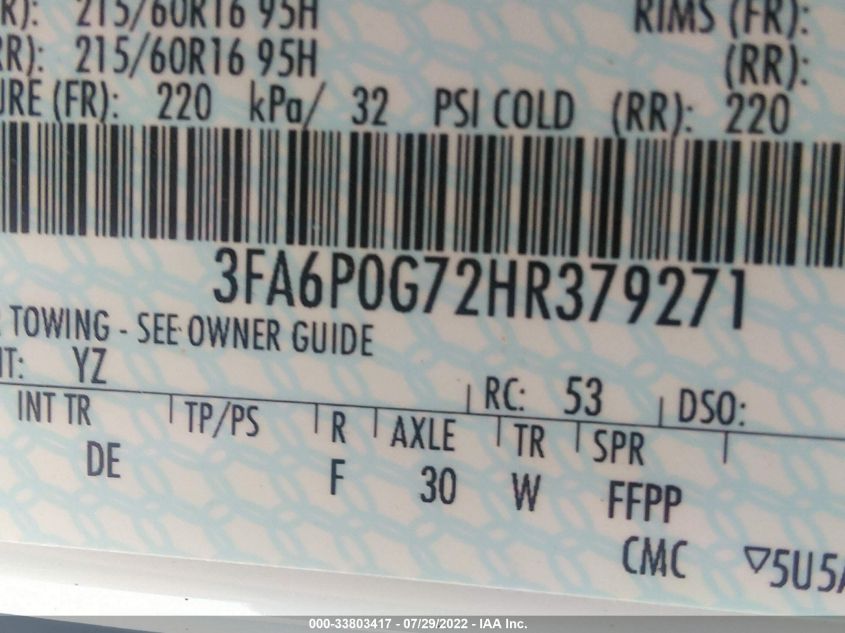 R): 215/60R16 95H RIMS (FR):
RR): 215/60R16 95H (RR):
URE (FR): 220 kPa/ 32 PSI COLD (RR): 220
3FA6P0G72HR379271
TOWING - SEE OWNER GUIDE
T: YZ RC: 53 DSO:
INT TR TP/PS R AXLE TR SPR
DE F 30 W FFPP
CMC ▽5U5A
000-33803417 - 07/29/2022 - IAA Inc.